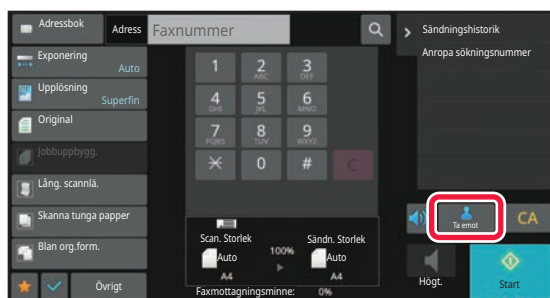 Adressbok
Adress
Faxnummer
Sändningshistorik
Anropa sökningsnummer
Exponering
Auto
Upplösning
Superfin
Original
Jobbuppbygg.
Lång. scannlä.
Skanna tunga papper
Blan org.form.
Övrigt
1
2
ABC
3
DEF
4
GHI
5
JKL
6
MNO
7
PQRS
8
TUV
9
WXYZ
0
#
C
Scan. Storlek
Auto
A4
100%
Sändn. Storlek
Auto
A4
Faxmottagningsminne: 0%
Ta emot
CA
Högt.
Start